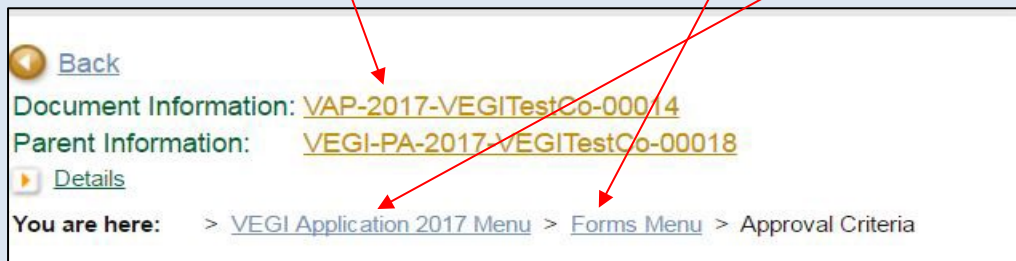 Back
Document Information: VAP-2017-VEGITestCo-00014
Parent Information: VEGI-PA-2017-VEGITestCo-00018
Details
You are here: > VEGI Application 2017 Menu > Forms Menu > Approval Criteria